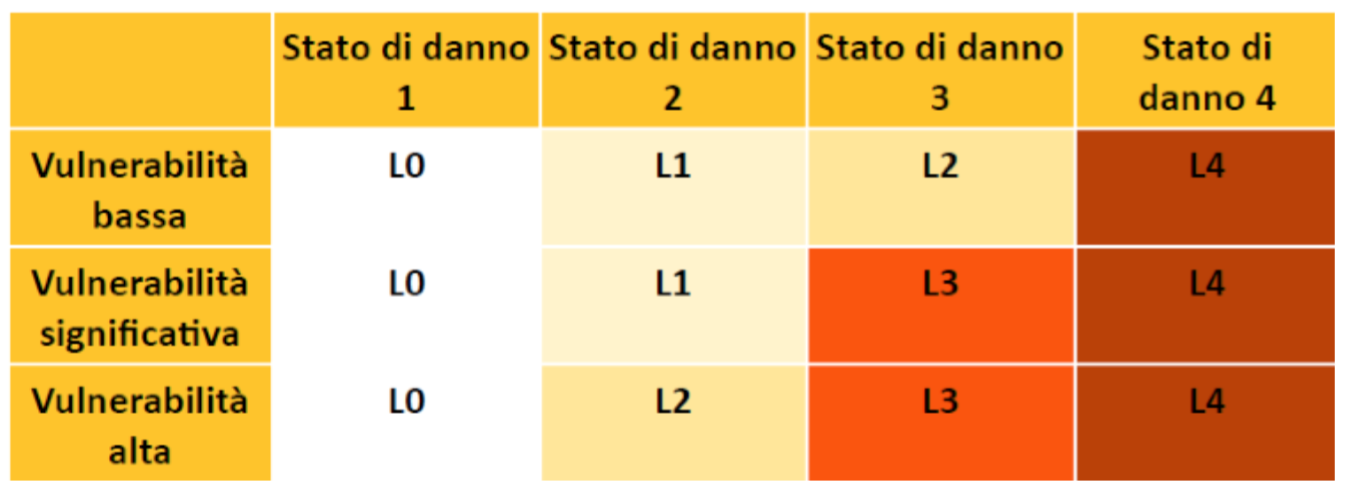 Stato di danno 1
Stato di danno 2
Stato di danno 3
Stato di danno 4
Vulnerabilità bassa
L0
L1
L2
L4
Vulnerabilità significativa
L0
L1
L3
L4
Vulnerabilità alta
L0
L2
L3
L4